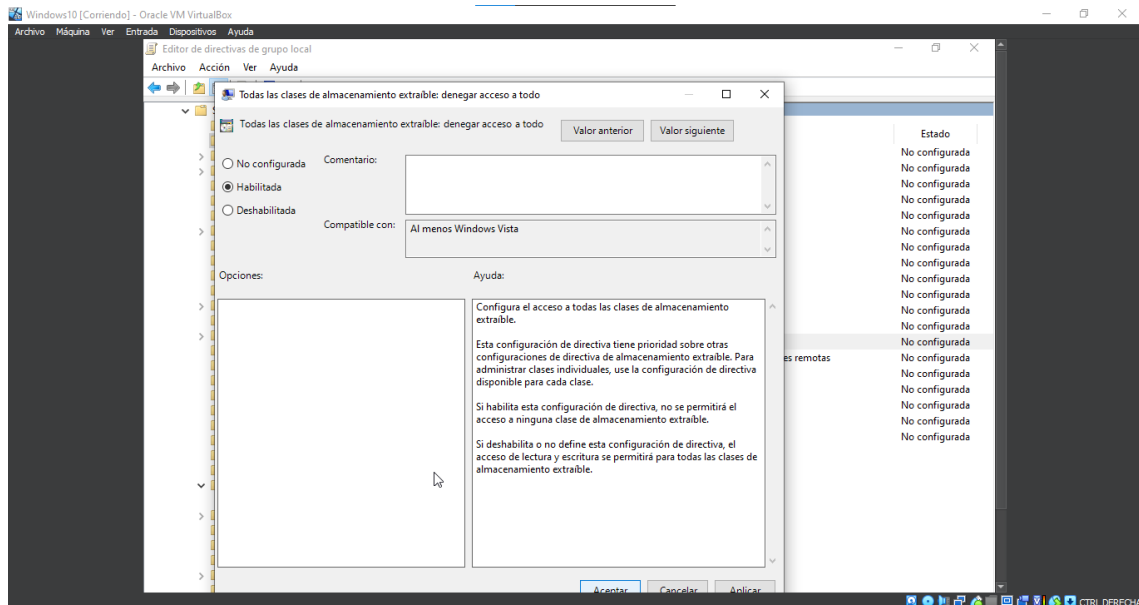 Windows10 [Corriendo] - Oracle VM VirtualBox
Archivo Máquina Ver Entrada Dispositivos Ayuda
Editor de directivas de grupo local
Archivo Acción Ver Ayuda
Todas las clases de almacenamiento extraíble: denegar acceso a todo
Todas las clases de almacenamiento extraíble: denegar acceso a todo
Valor anterior
Valor siguiente
No configurada
Habilitada
Deshabilitada
Comentario:
Compatible con:
Al menos Windows Vista
Opciones:
Ayuda:
Configura el acceso a todas las clases de almacenamiento
extraíble.
Esta configuración de directiva tiene prioridad sobre otras
configuraciones de directiva de almacenamiento extraíble. Para
administrar clases individuales, use la configuración de directiva
disponible para cada clase.
Si habilita esta configuración de directiva, no se permitirá el
acceso a ninguna clase de almacenamiento extraíble.
Si deshabilita o no define esta configuración de directiva, el
acceso de lectura y escritura se permitirá para todas las clases de
almacenamiento extraíble.
Aceptar
Cancelar
Aplicar
Estado
No configurada
No configurada
No configurada
No configurada
No configurada
No configurada
No configurada
No configurada
No configurada
No configurada
No configurada
No configurada
No configurada
es remotas No configurada
No configurada
No configurada
No configurada
No configurada
No configurada
CTRL DERECHA